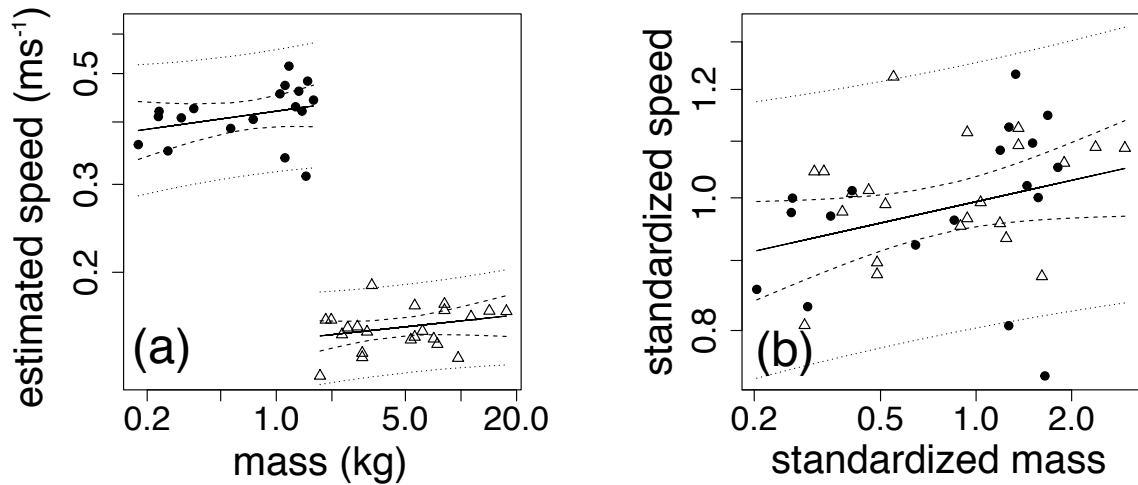 estimated speed (ms⁻¹)
0.5
0.3
0.2
(a)
0.2 1.0 5.0 20.0
mass (kg)
standardized speed
1.2
1.0
0.8
(b)
0.2 0.5 1.0 2.0
standardized mass